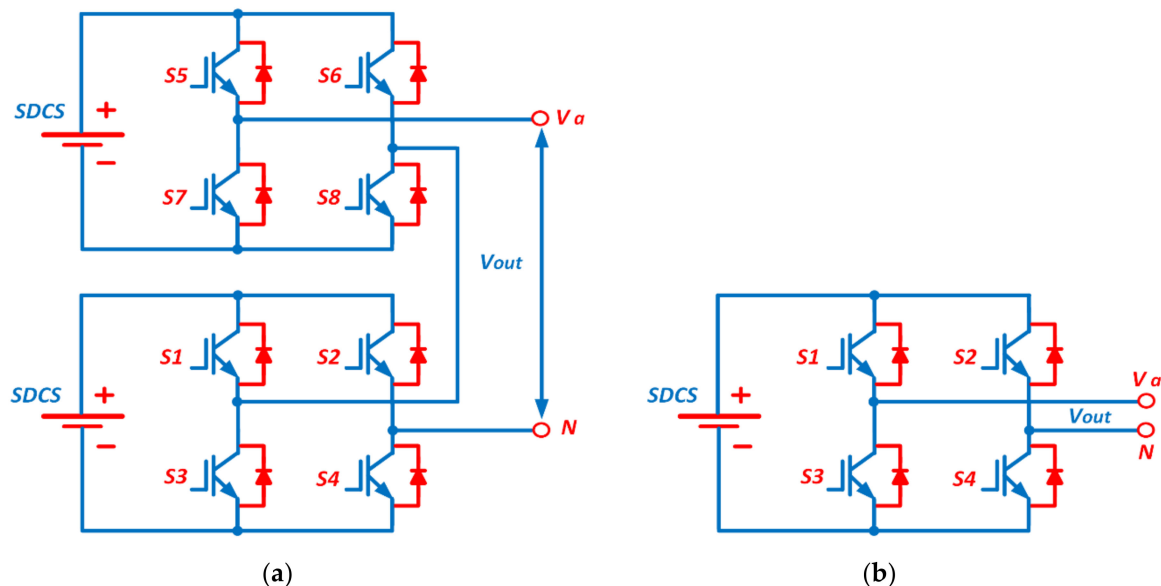 S5
S6
SDCS
+
−
V a
S7
S8
Vout
S1
S2
SDCS
+
−
N
S3
S4
(a)
S1
S2
SDCS
+
−
V a
Vout
N
S3
S4
(b)